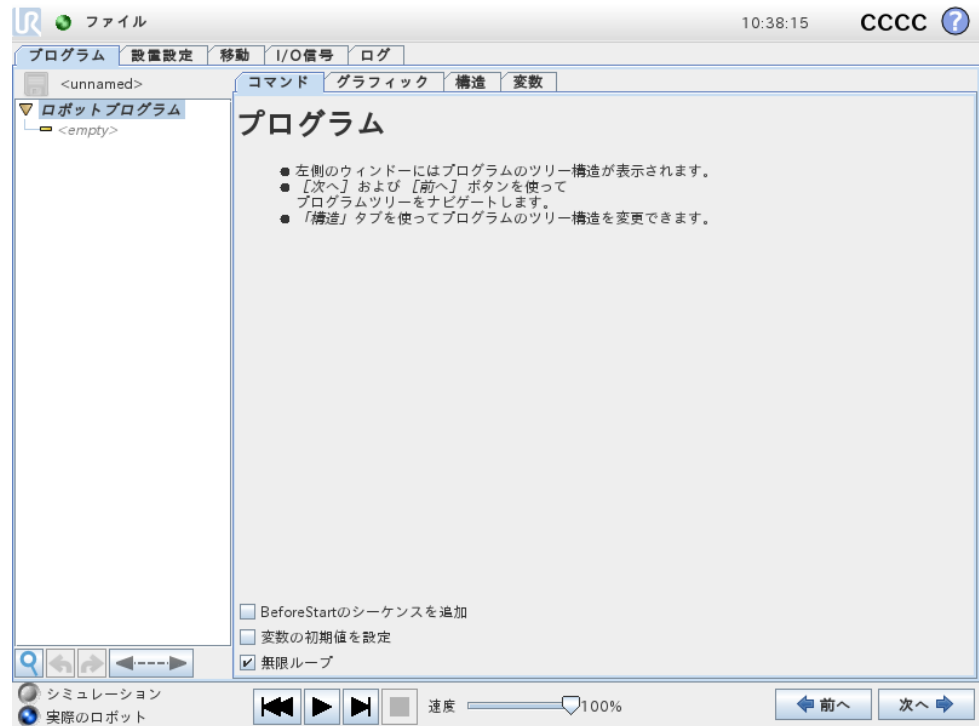 UR ファイル 10:38:15 CCCC ?
プログラム 設置設定 移動 I/O信号 ログ
<unnamed>
コマンド グラフィック 構造 変数
ロボットプログラム
<empty>
プログラム
● 左側のウィンドーにはプログラムのツリー構造が表示されます。
● [次へ] および [前へ] ボタンを使って
プログラムツリーをナビゲートします。
● 「構造」タブを使ってプログラムのツリー構造を変更できます。
BeforeStartのシーケンスを追加
変数の初期値を設定
無限ループ
シミュレーション
実際のロボット
速度 100%
前へ 次へ